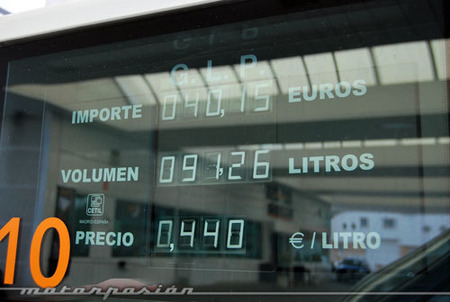 G.L.P.
IMPORTE 040,15 EUROS
VOLUMEN 091,26 LITROS
CETIL
10 PRECIO 0,440 € / LITRO
motorpasión